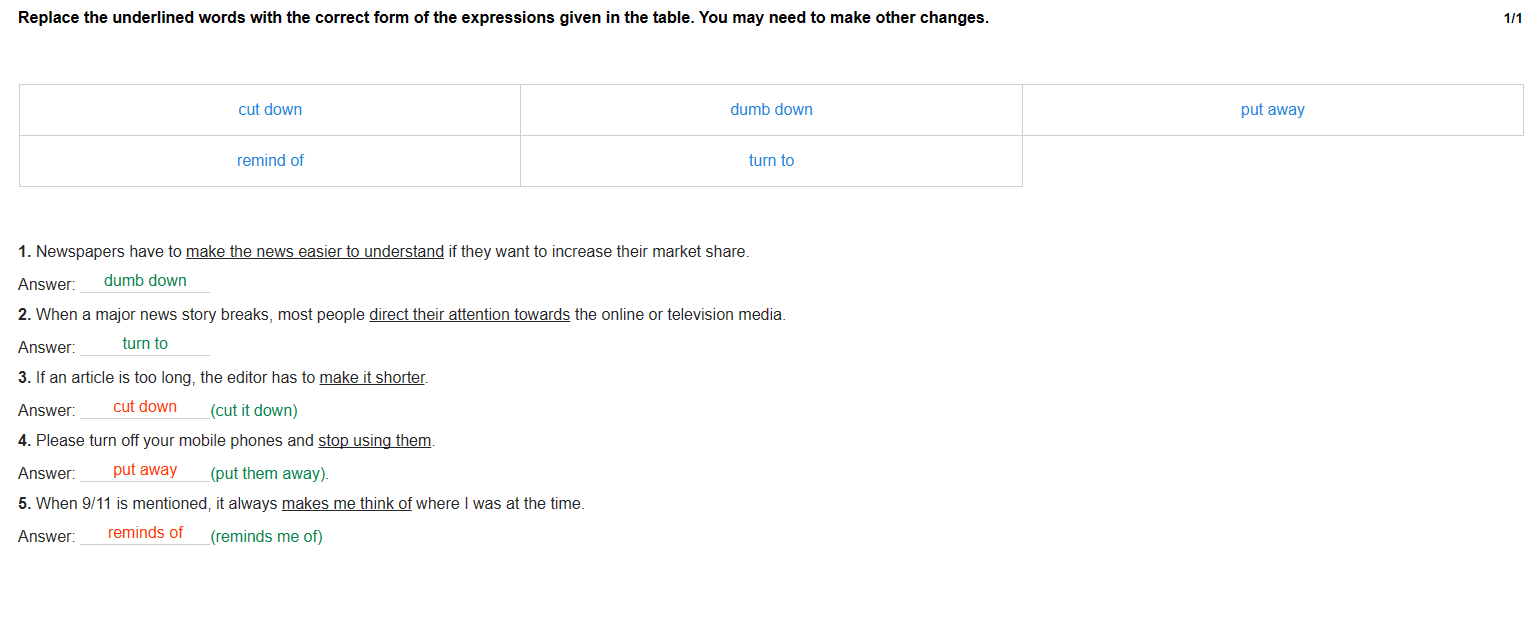 Replace the underlined words with the correct form of the expressions given in the table. You may need to make other changes. 1/1
cut down dumb down put away
remind of turn to
1. Newspapers have to make the news easier to understand if they want to increase their market share.
Answer: dumb down
2. When a major news story breaks, most people direct their attention towards the online or television media.
Answer: turn to
3. If an article is too long, the editor has to make it shorter.
Answer: cut down (cut it down)
4. Please turn off your mobile phones and stop using them.
Answer: put away (put them away).
5. When 9/11 is mentioned, it always makes me think of where I was at the time.
Answer: reminds of (reminds me of)